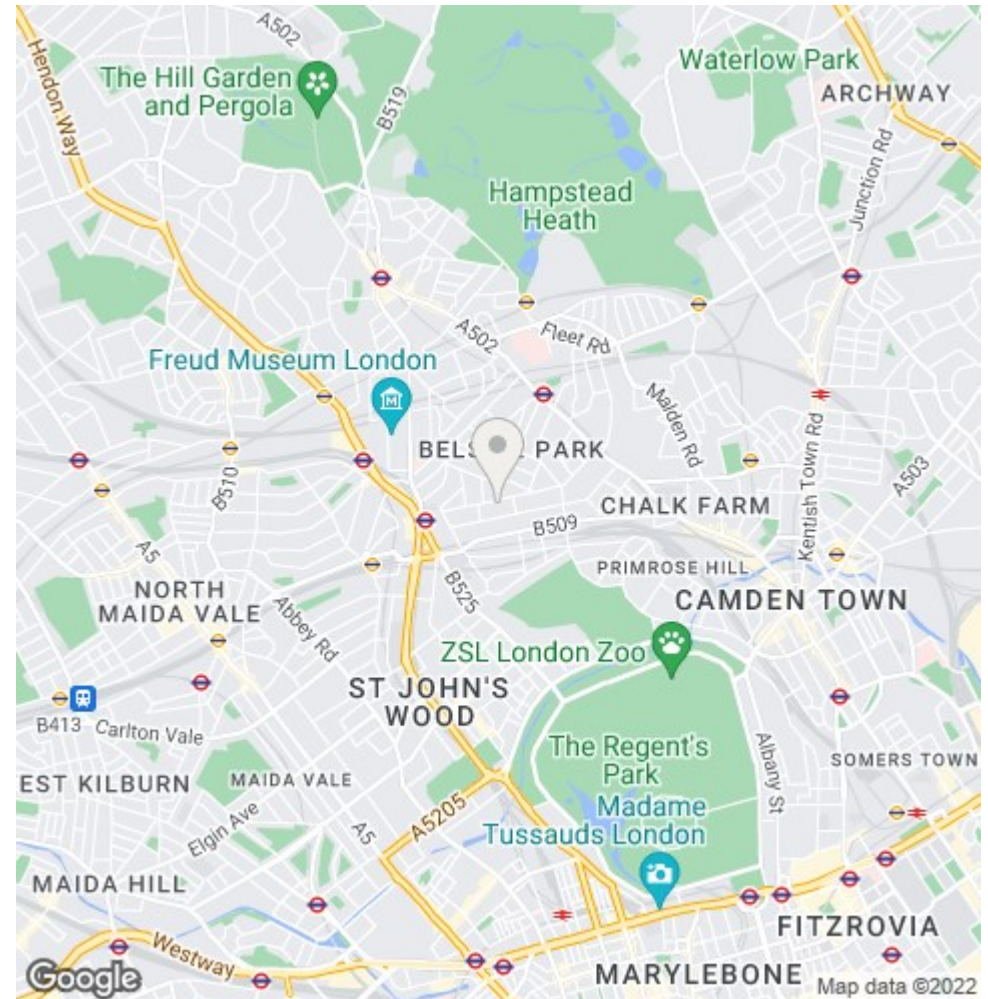 A502
Waterlow Park
Hendon Way
The Hill Garden
and Pergola
B519
ARCHWAY
Junction Rd
Hampstead
Heath
A502
Fleet Rd
Freud Museum London
M
Malden Rd
BELS
E PARK
Kentish Town Rd
A503
B510
CHALK FARM
B509
A5
PRIMROSE HILL
NORTH
MAIDA VALE
B525
CAMDEN TOWN
Abbey Rd
ZSL London Zoo
ST JOHN'S
WOOD
B413
Carlton Vale
The Regent's
Park
Albany St
SOMERS TOWN
EST KILBURN
MAIDA VALE
Madame
Tussauds London
A5205
Elgin Ave
A5
MAIDA HILL
FITZROVIA
Westway
MARYLEBONE
Google
Map data ©2022